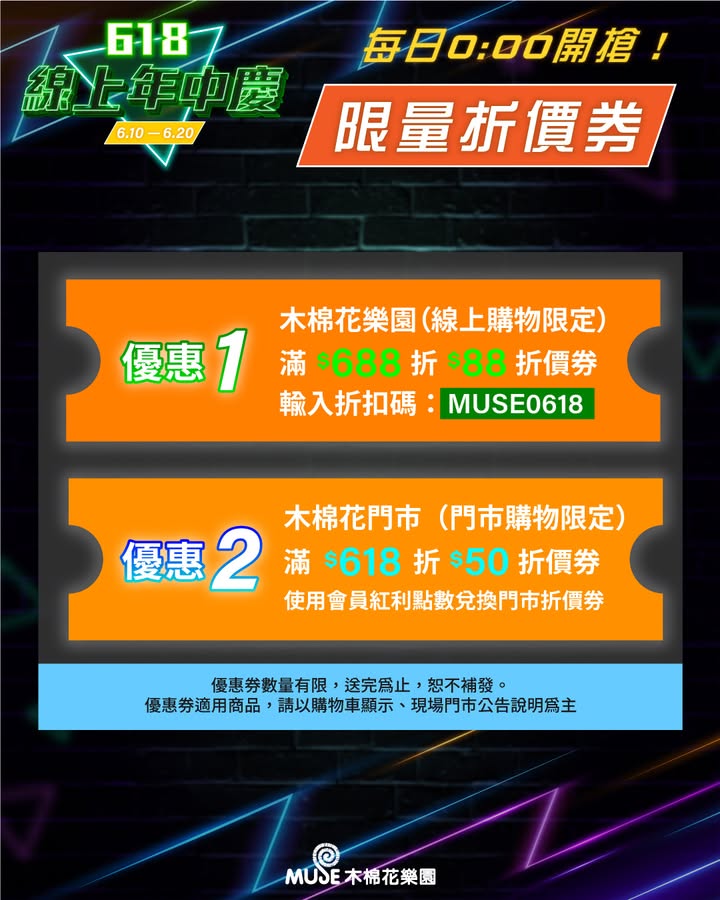 618
線上年中慶
6.10 — 6.20
每日0:00開搶！
限量折價券
優惠1
木棉花樂園(線上購物限定)
滿 $688 折 $88 折價券
輸入折扣碼：MUSE0618
優惠2
木棉花門市（門市購物限定）
滿 $618 折 $50 折價券
使用會員紅利點數兌換門市折價券
優惠券數量有限，送完為止，恕不補發。
優惠券適用商品，請以購物車顯示、現場門市公告說明為主
MUSE 木棉花樂園